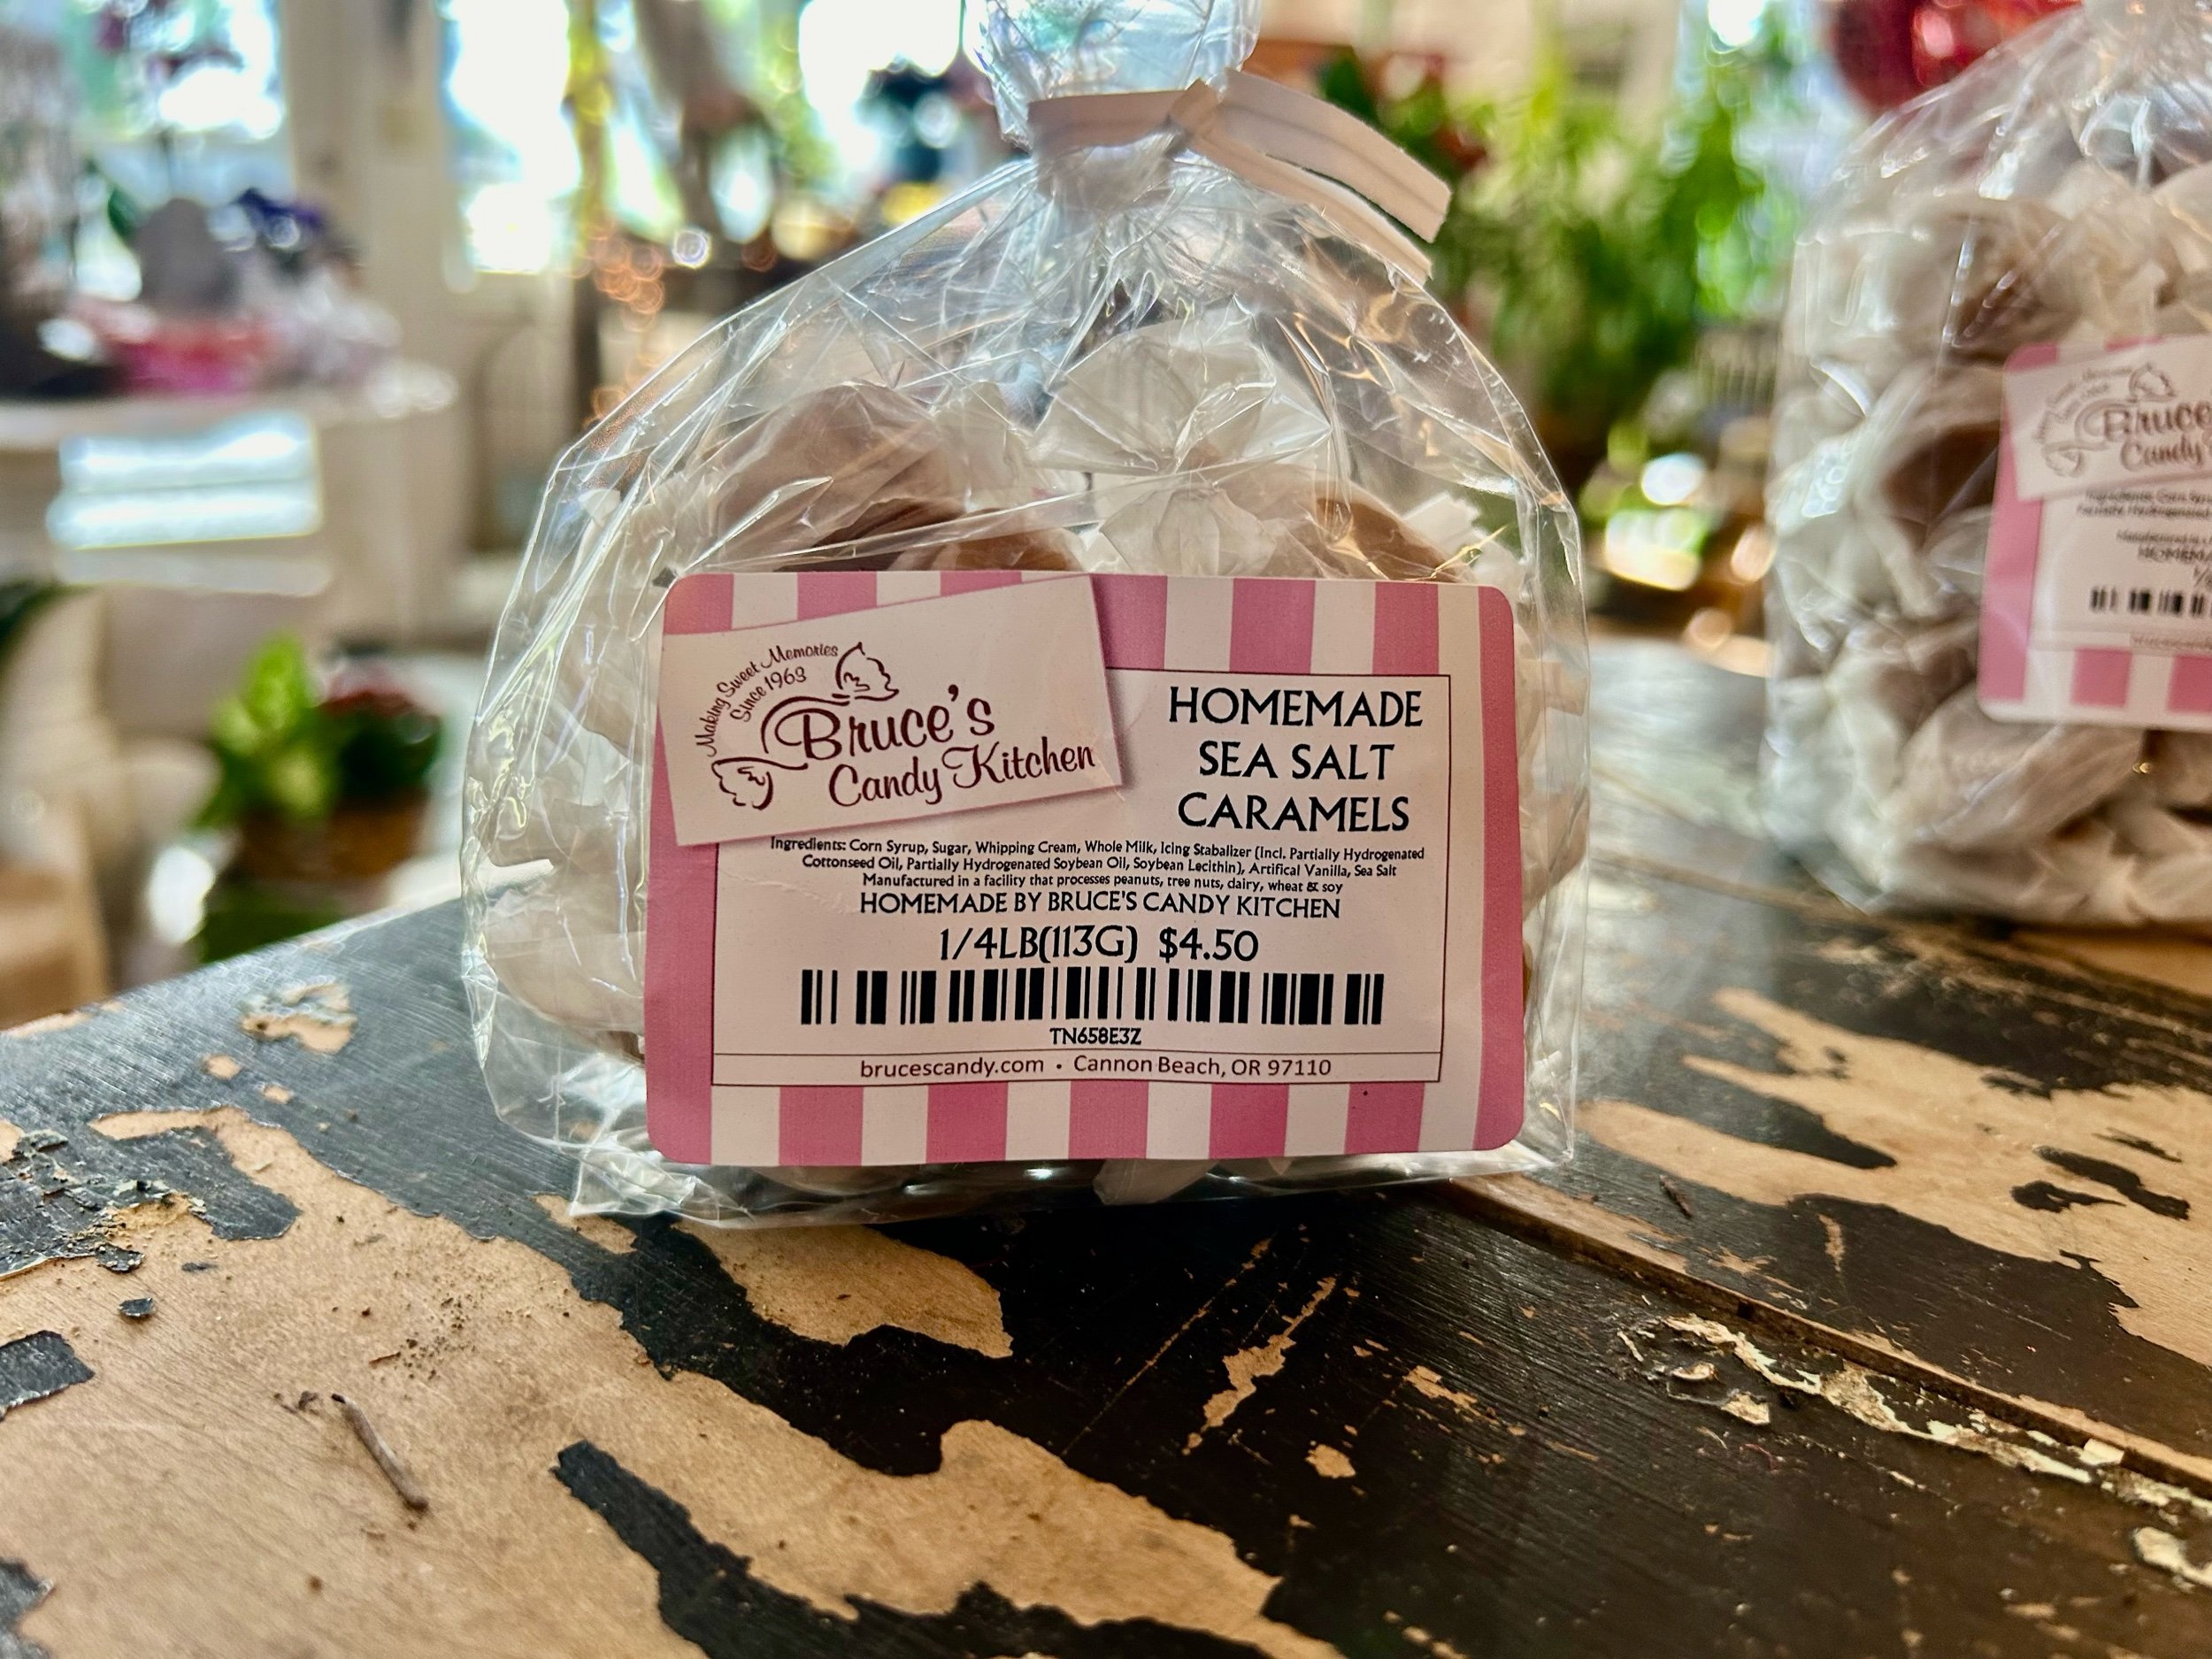 Making Sweet Memories
Since 1963
Bruce's
Candy Kitchen
HOMEMADE
SEA SALT
CARAMELS
Ingredients: Corn Syrup, Sugar, Whipping Cream, Whole Milk, Icing Stabalizer (Incl. Partially Hydrogenated
Cottonseed Oil, Partially Hydrogenated Soybean Oil, Soybean Lecithin), Artifical Vanilla, Sea Salt
Manufactured in a facility that processes peanuts, tree nuts, dairy, wheat & soy
HOMEMADE BY BRUCE'S CANDY KITCHEN
1/4LB(113G) $4.50
TN658E3Z
brucescandy.com • Cannon Beach, OR 97110
Bruce
Candy
Ingredients: Corn